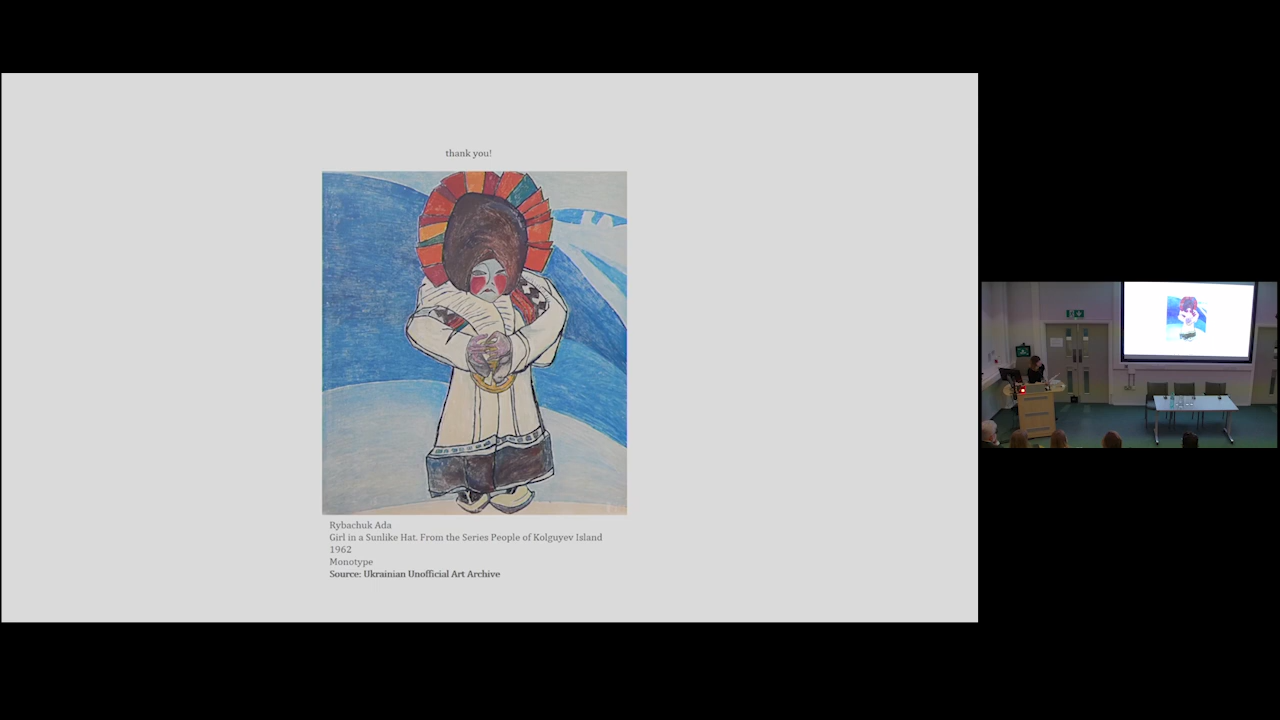 thank you!
Rybachuk Ada
Girl in a Sunlike Hat. From the Series People of Kolguyev Island
1962
Monotype
Source: Ukrainian Unofficial Art Archive